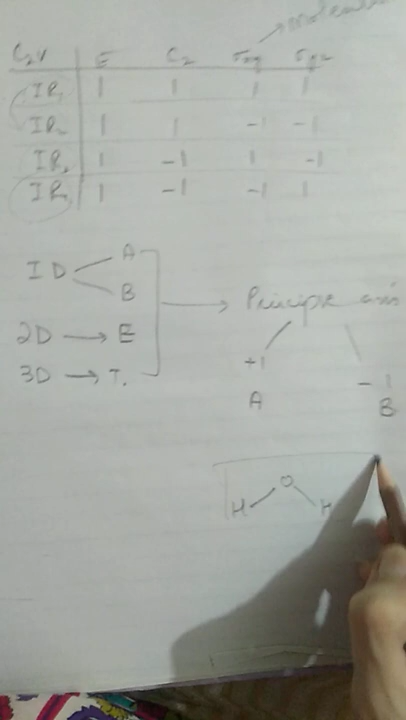 C₂V E C₂ σxy σyz
IR₁ 1 1 1 1
IR₂ 1 1 -1 -1
IR₃ 1 -1 1 -1
IR₄ 1 -1 -1 1
1D A
B
2D → E
3D → T.
→ Principle axis
+1 -1
A B
O
H H